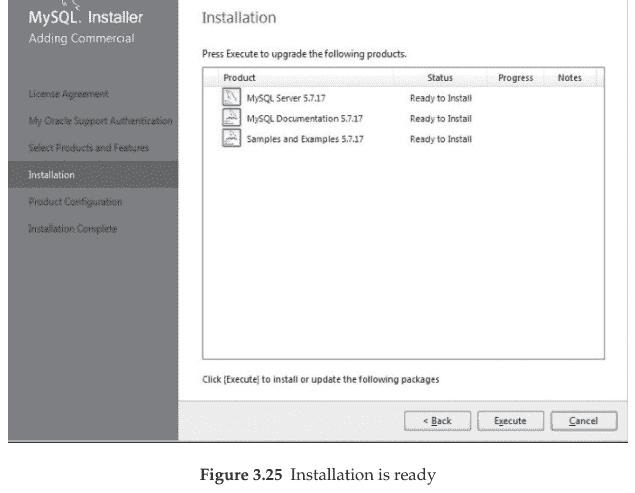 MySQL. Installer
Adding Commercial
License Agreement
My Oracle Support Authentication
Select Products and Features
Installation
Product Configuration
Installation Complete
Installation
Press Execute to upgrade the following products.
Product Status Progress Notes
MySQL Server 5.7.17 Ready to Install
MySQL Documentation 5.7.17 Ready to Install
Samples and Examples 5.7.17 Ready to Install
Click [Execute] to install or update the following packages
< Back Execute Cancel
Figure 3.25 Installation is ready